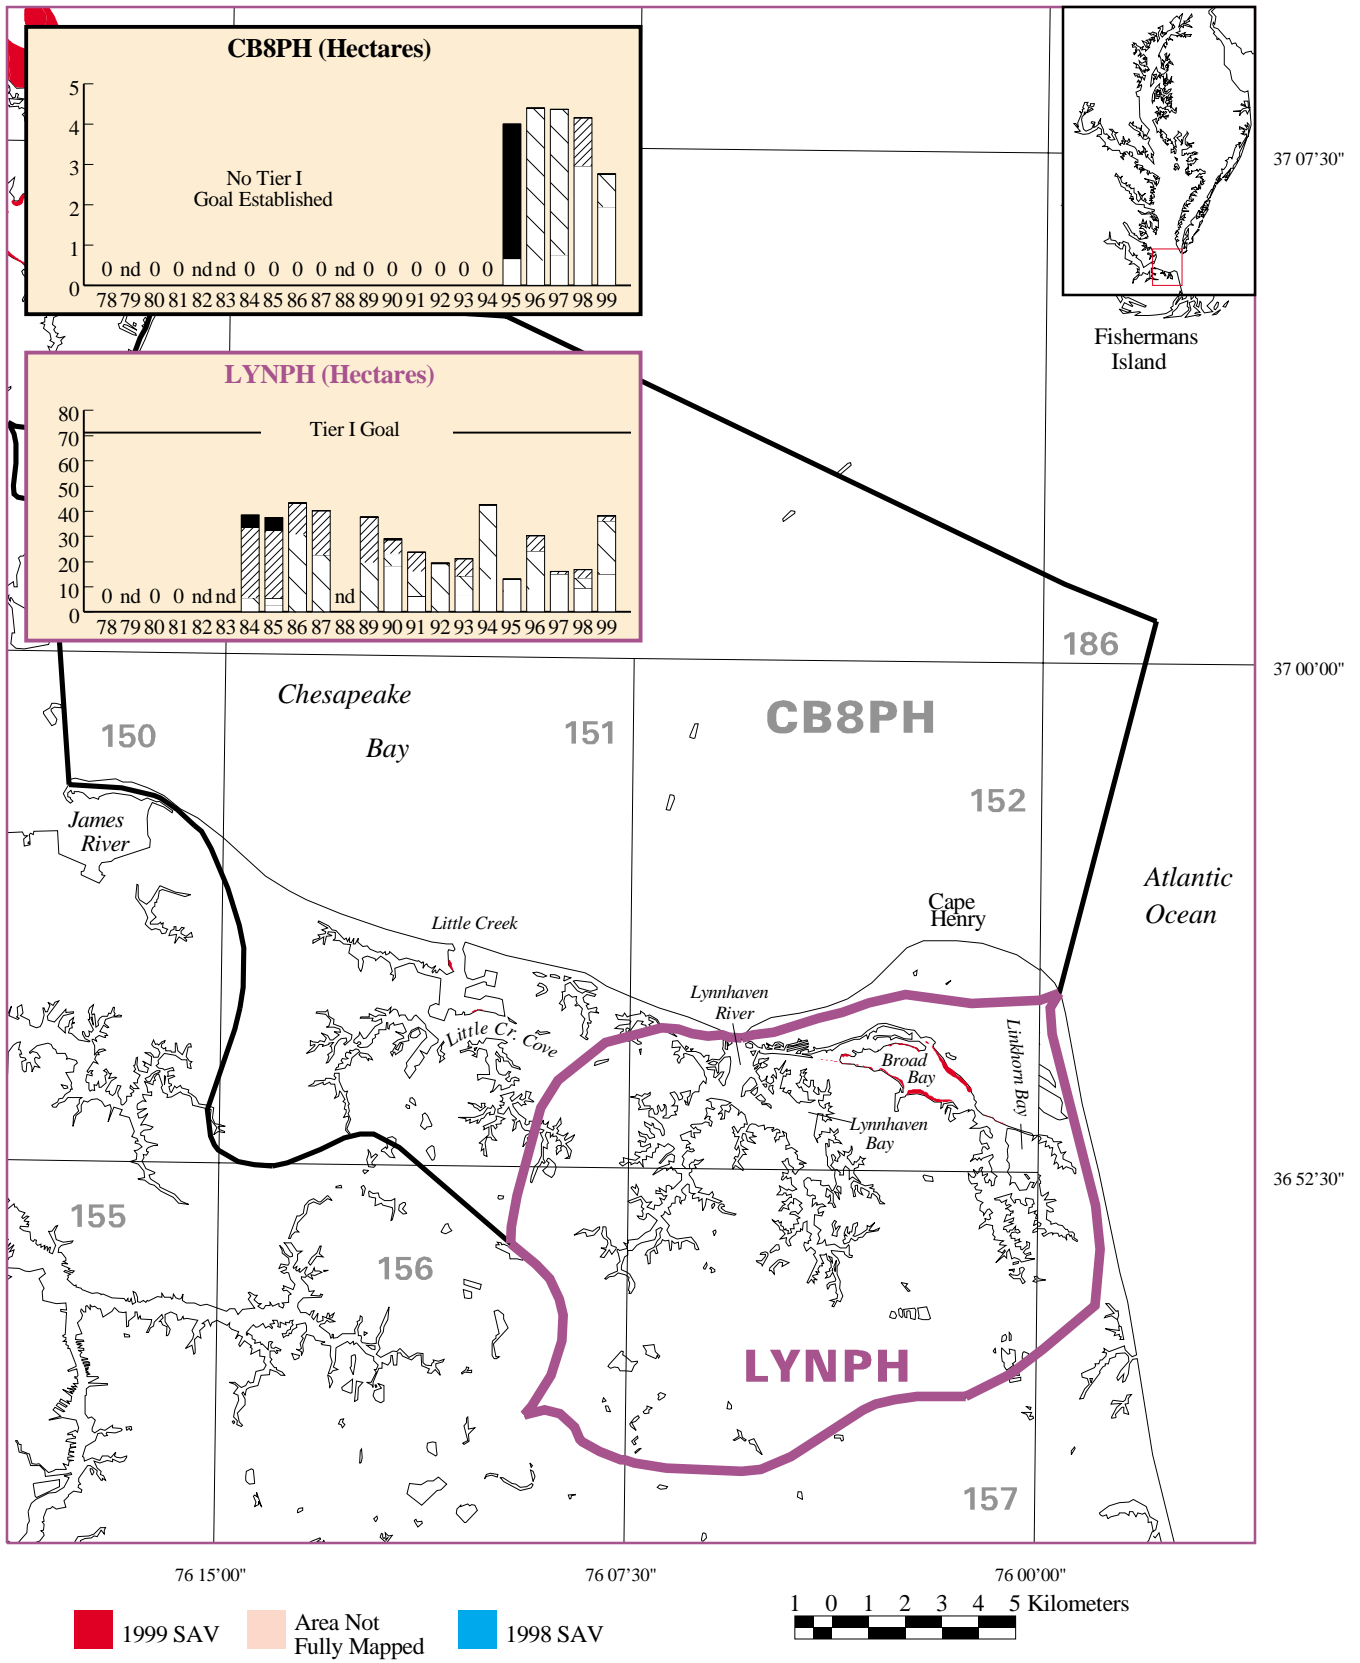 CB8PH (Hectares)
5
4
3
2
1
0
No Tier I
Goal Established
0 nd 0 0 nd nd 0 0 0 0 nd 0 0 0 0 0 0
78 79 80 81 82 83 84 85 86 87 88 89 90 91 92 93 94 95 96 97 98 99
37 07'30"
Fishermans
Island
LYNPH (Hectares)
80
70
60
50
40
30
20
10
0
Tier I Goal
0 nd 0 0 nd nd nd
78 79 80 81 82 83 84 85 86 87 88 89 90 91 92 93 94 95 96 97 98 99
186
37 00'00"
Chesapeake
Bay
150
151
CB8PH
152
James
River
Atlantic
Ocean
Cape
Henry
Little Creek
Lynnhaven
River
Little Cr. Cove
Broad
Bay
Linkhorn Bay
Lynnhaven
Bay
36 52'30"
155
156
LYNPH
157
76 15'00"
76 07'30"
76 00'00"
1 0 1 2 3 4 5 Kilometers
1999 SAV
Area Not
Fully Mapped
1998 SAV